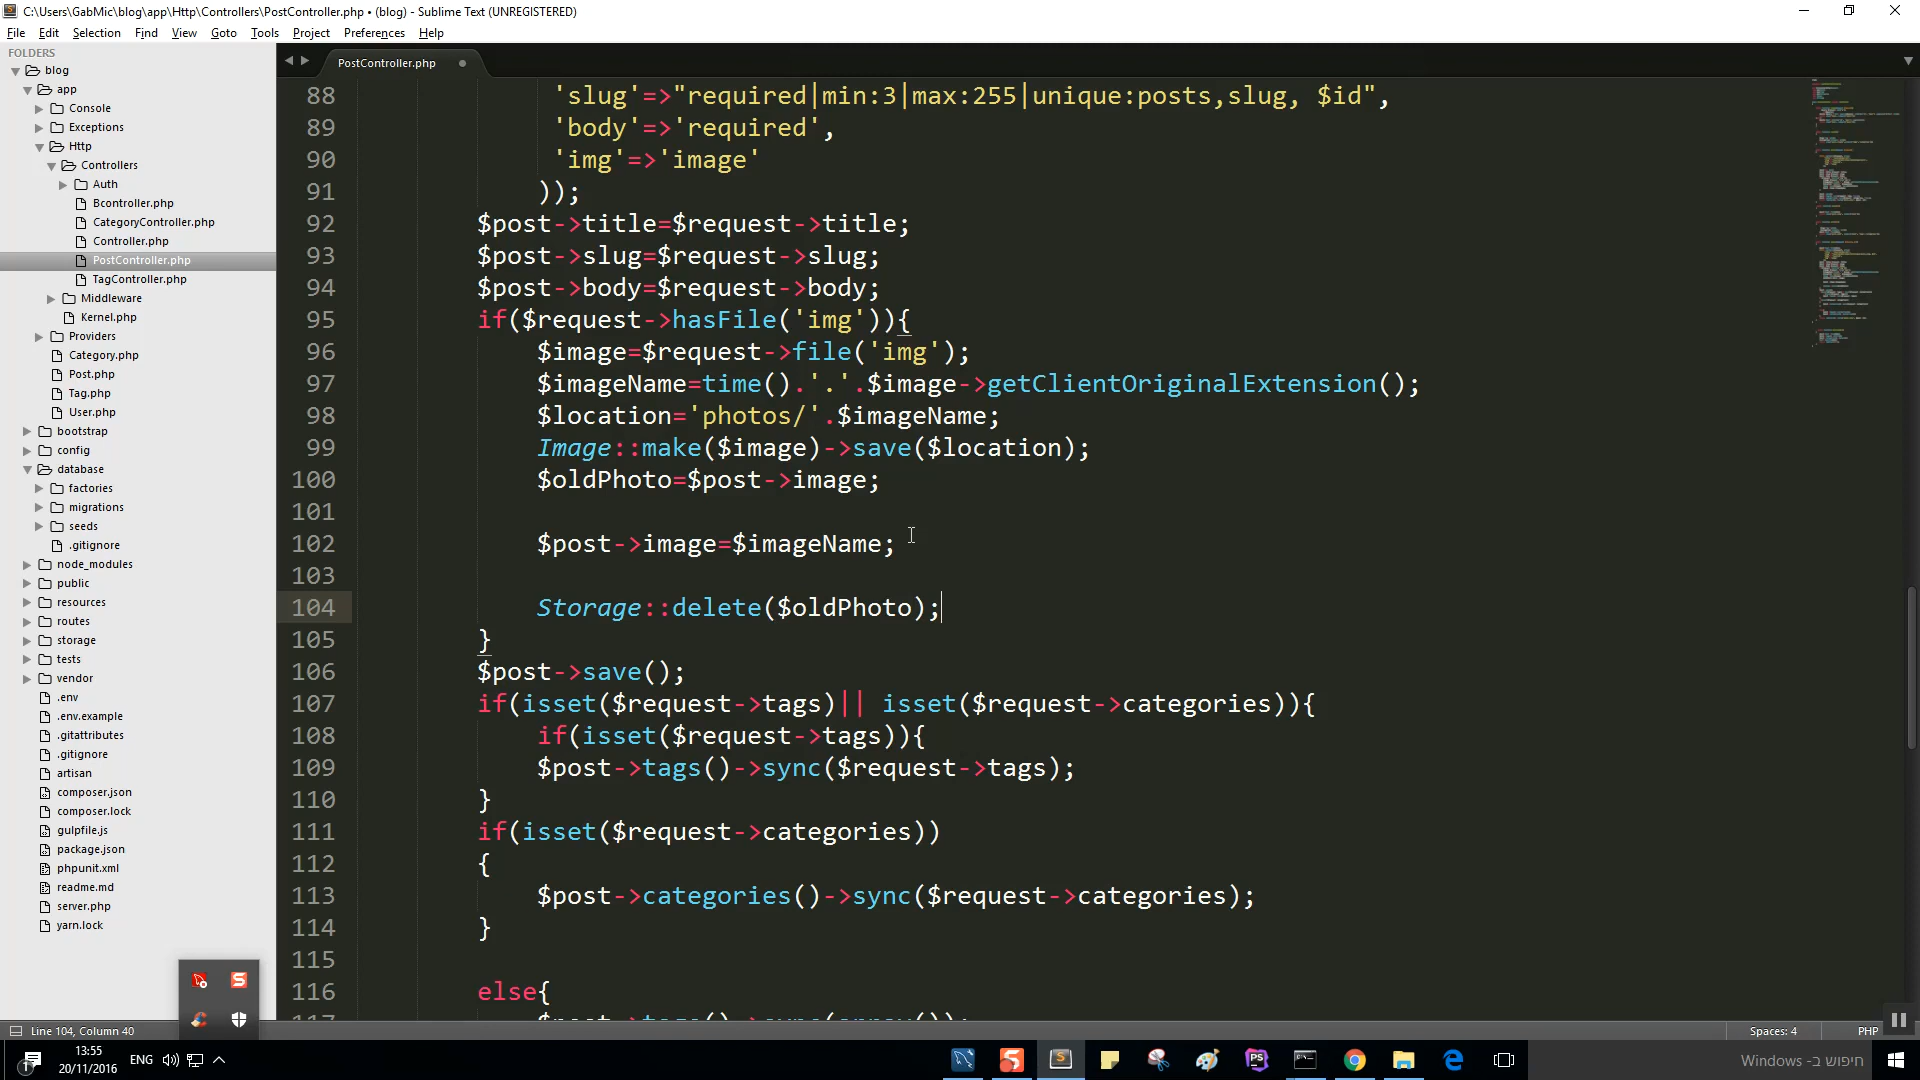 C:\Users\GabMic\blog\app\Http\Controllers\PostController.php • (blog) - Sublime Text (UNREGISTERED)
File Edit Selection Find View Goto Tools Project Preferences Help
FOLDERS
blog
app
Console
Exceptions
Http
Controllers
Auth
Bcontroller.php
CategoryController.php
Controller.php
PostController.php
TagController.php
Middleware
Kernel.php
Providers
Category.php
Post.php
Tag.php
User.php
bootstrap
config
database
factories
migrations
seeds
.gitignore
node_modules
public
resources
routes
storage
tests
vendor
.env
.env.example
.gitattributes
.gitignore
artisan
composer.json
composer.lock
gulpfile.js
package.json
phpunit.xml
readme.md
server.php
yarn.lock
PostController.php
88 'slug'=>"required|min:3|max:255|unique:posts,slug, $id",
89 'body'=>'required',
90 'img'=>'image'
91 ));
92 $post->title=$request->title;
93 $post->slug=$request->slug;
94 $post->body=$request->body;
95 if($request->hasFile('img')){
96 $image=$request->file('img');
97 $imageName=time().'.'.$image->getClientOriginalExtension();
98 $location='photos/'.$imageName;
99 Image::make($image)->save($location);
100 $oldPhoto=$post->image;
101
102 $post->image=$imageName;
103
104 Storage::delete($oldPhoto);
105 }
106 $post->save();
107 if(isset($request->tags)|| isset($request->categories)){
108 if(isset($request->tags)){
109 $post->tags()->sync($request->tags);
110 }
111 if(isset($request->categories))
112 {
113 $post->categories()->sync($request->categories);
114 }
115
116 else{
117 $post->tags()->sync(array());
Line 104, Column 40
Spaces: 4
PHP
13:55
20/11/2016
ENG
חיפוש ב- Windows